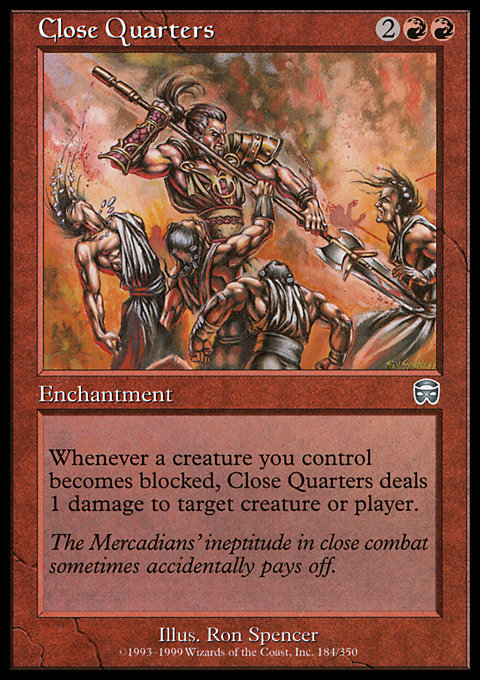 Close Quarters 2
Enchantment
Whenever a creature you control
becomes blocked, Close Quarters deals
1 damage to target creature or player.
The Mercadians' ineptitude in close combat
sometimes accidentally pays off.
Illus. Ron Spencer
©1993–1999 Wizards of the Coast, Inc. 184/350